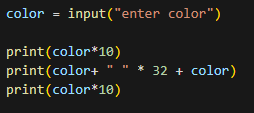 color = input("enter color")
print(color*10)
print(color+ " " * 32 + color)
print(color*10)